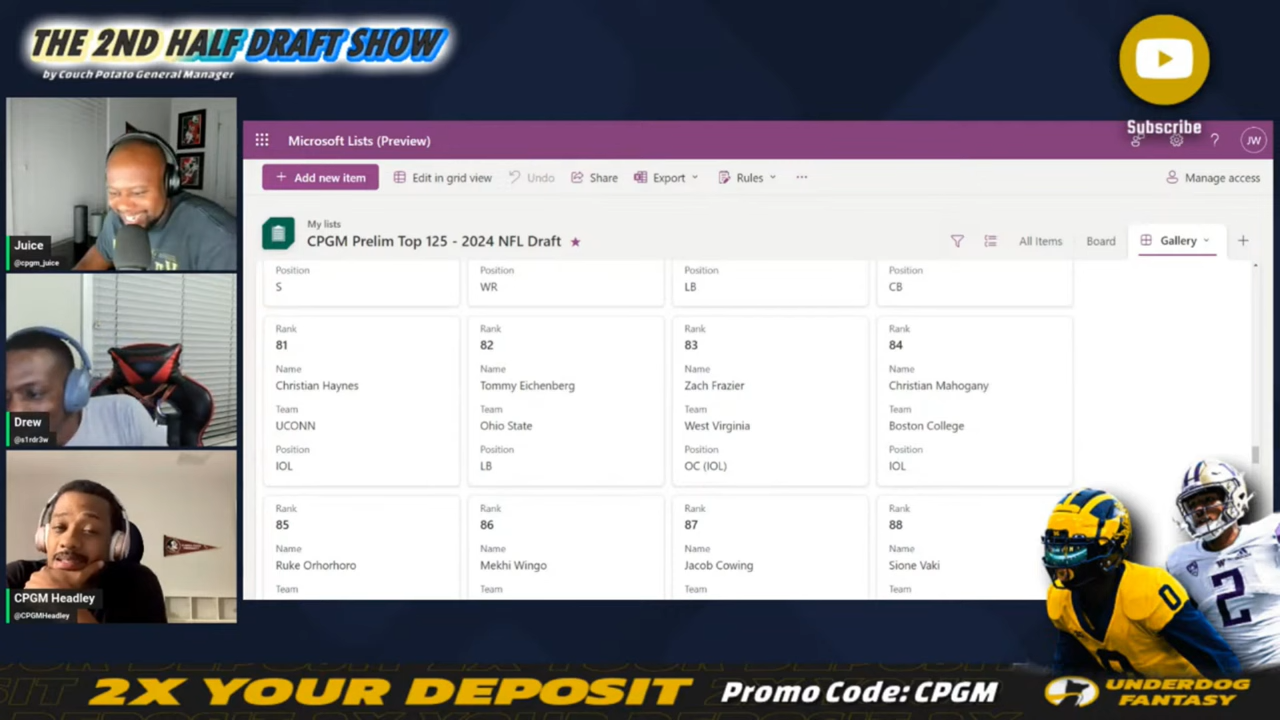 THE 2ND HALF DRAFT SHOW
by Couch Potato General Manager
Subscribe
Juice
@cpgm_juice
Drew
@s1rdr3w
CPGM Headley
@CPGMHeadley
Microsoft Lists (Preview)
? JW
+ Add new item Edit in grid view Undo Share Export Rules ... Manage access
My lists
CPGM Prelim Top 125 - 2024 NFL Draft ★
All Items Board Gallery +
Position Position Position Position
S WR LB CB
Rank Rank Rank Rank
81 82 83 84
Name Name Name Name
Christian Haynes Tommy Eichenberg Zach Frazier Christian Mahogany
Team Team Team Team
UCONN Ohio State West Virginia Boston College
Position Position Position Position
IOL LB OC (IOL) IOL
Rank Rank Rank Rank
85 86 87 88
Name Name Name Name
Ruke Orhorhoro Mekhi Wingo Jacob Cowing Sione Vaki
Team Team Team Team
0
2
2X YOUR DEPOSIT Promo Code: CPGM UNDERDOG
FANTASY